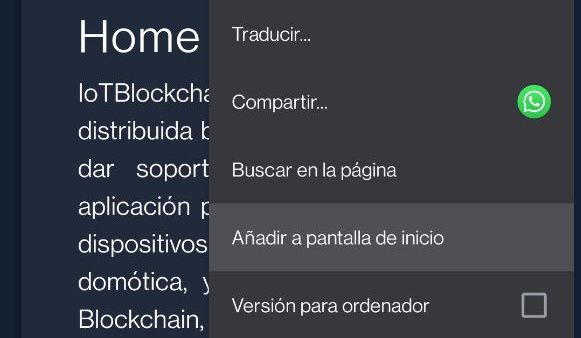 Home
IoTBlockcha
distribuida b
dar soport
aplicación p
dispositivos
domótica, y
Blockchain,
Traducir...
Compartir...
Buscar en la página
Añadir a pantalla de inicio
Versión para ordenador